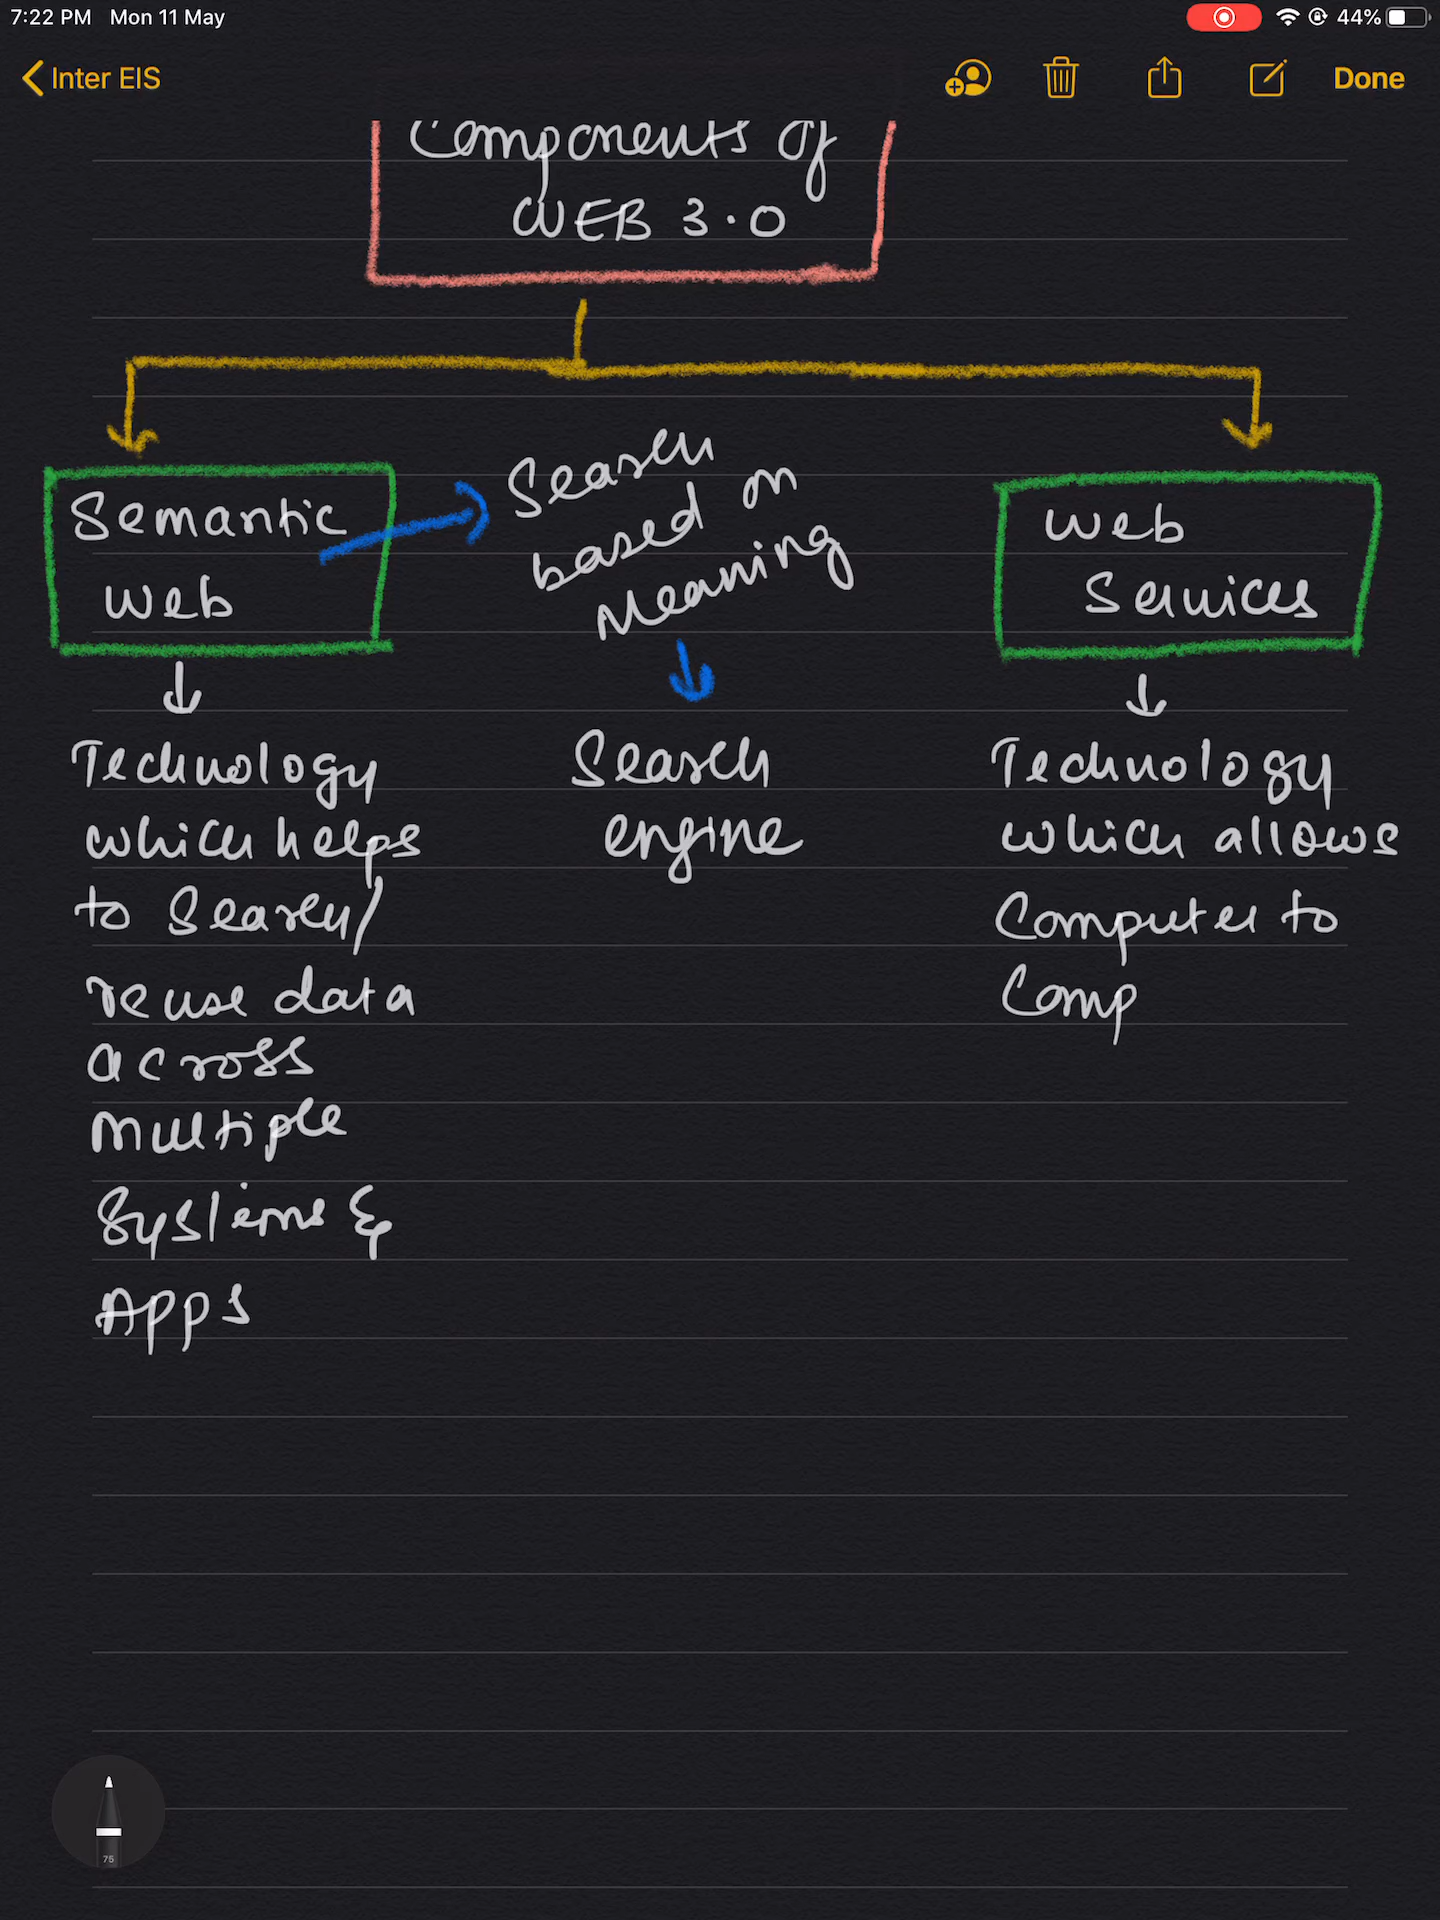 7:22 PM Mon 11 May
44%
Inter EIS
Done
Components of
WEB 3.0
Semantic
Web
Search
based on
Meaning
Web
Services
Technology
which helps
to Search/
reuse data
across
multiple
Systems &
Apps
Search
engine
Technology
which allows
Computer to
Comp
75